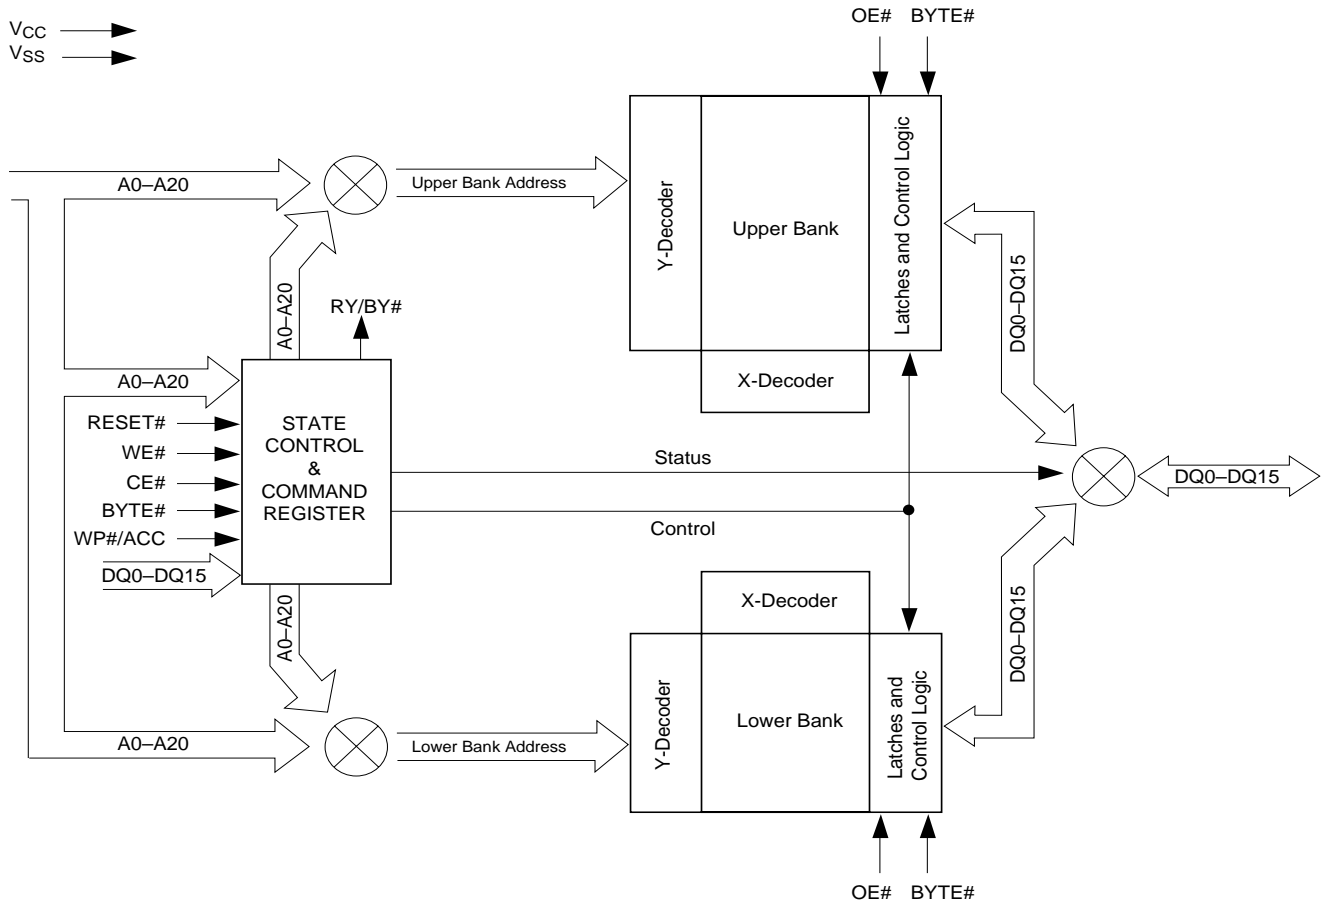 VCC
VSS
OE#
BYTE#
A0–A20
Upper Bank Address
Y-Decoder
Upper Bank
Latches and Control Logic
X-Decoder
DQ0–DQ15
A0–A20
RY/BY#
A0–A20
RESET#
WE#
CE#
BYTE#
WP#/ACC
DQ0–DQ15
STATE
CONTROL
&
COMMAND
REGISTER
Status
Control
DQ0–DQ15
A0–A20
X-Decoder
DQ0–DQ15
A0–A20
Lower Bank Address
Y-Decoder
Lower Bank
Latches and
Control Logic
OE#
BYTE#